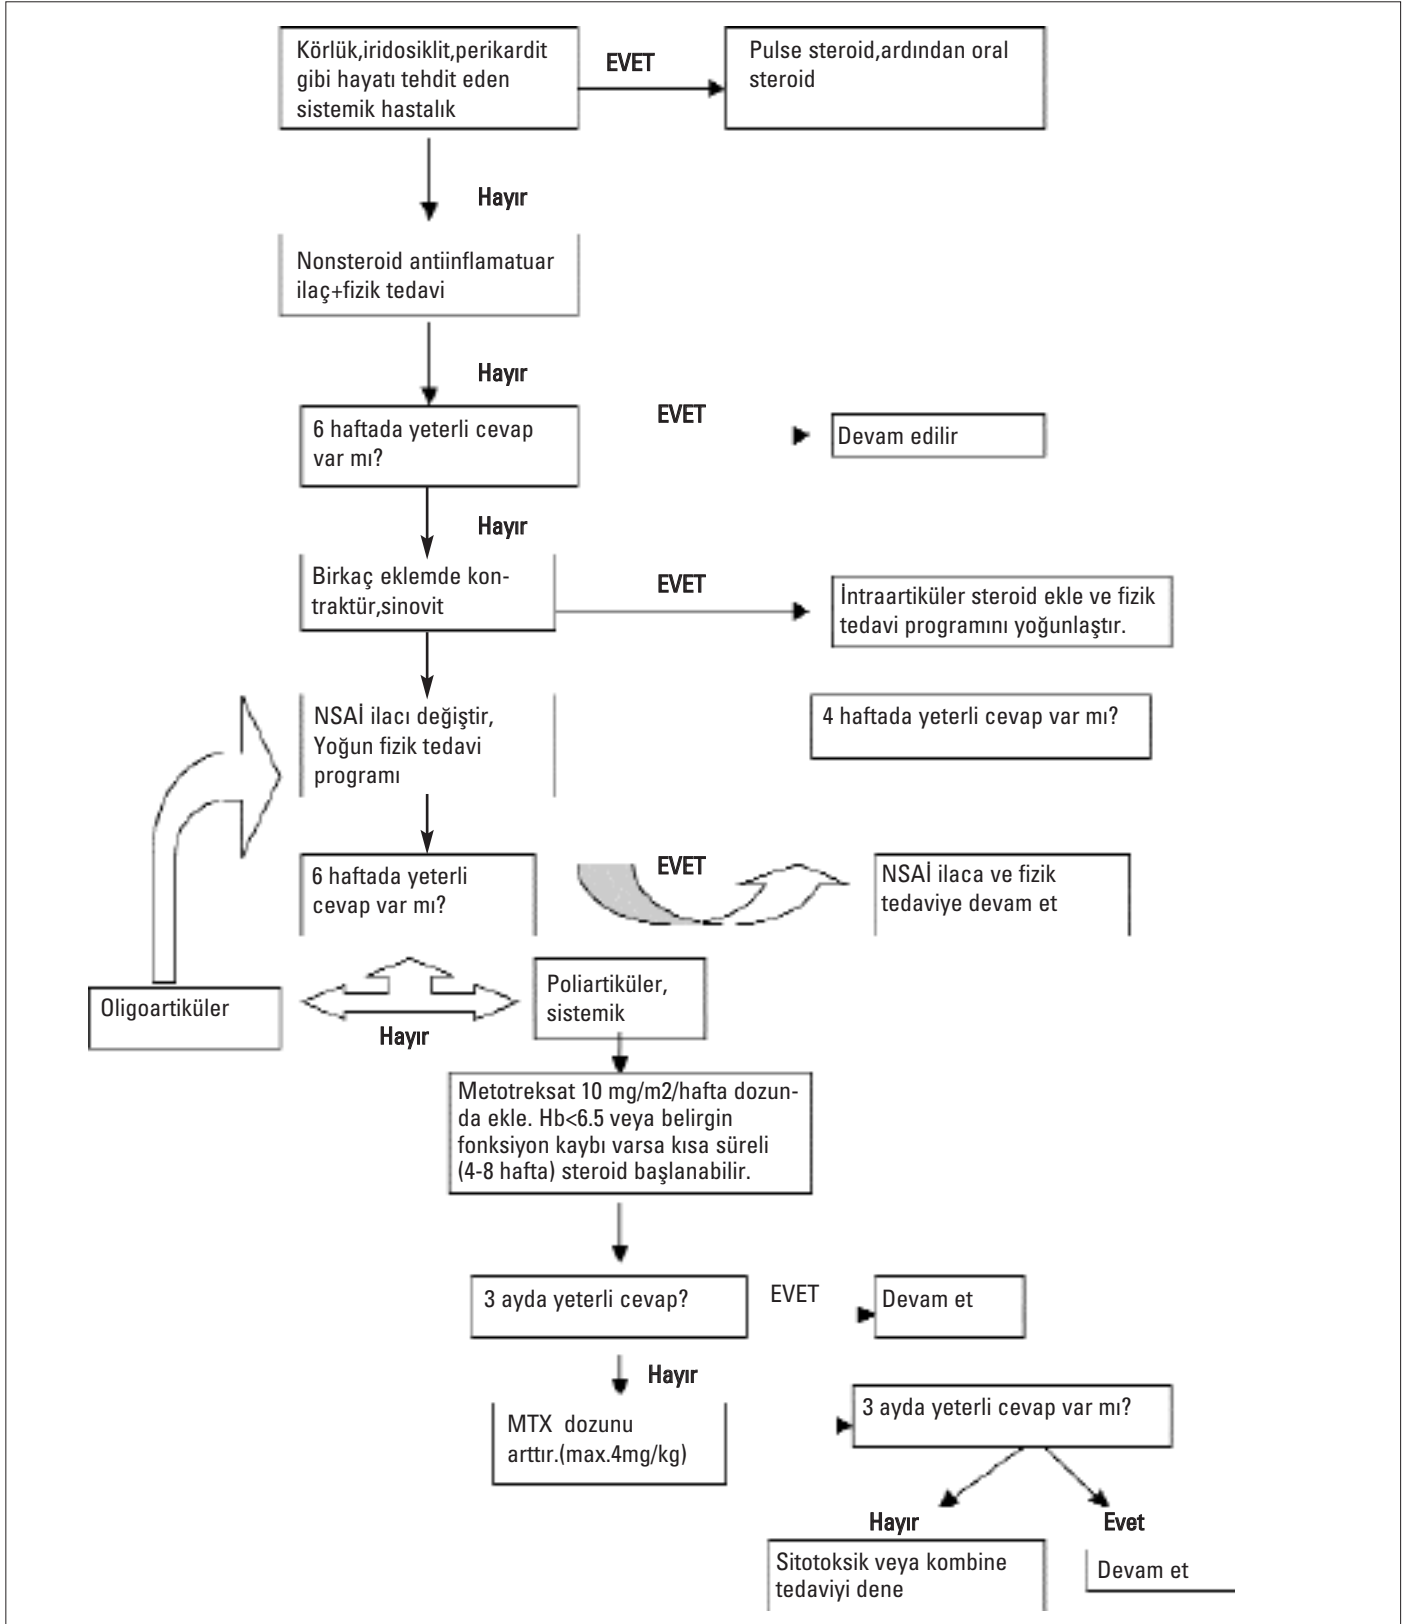 Körlük,iridosiklit,perikardit
gibi hayatı tehdit eden
sistemik hastalık
EVET
Pulse steroid,ardından oral
steroid
Hayır
Nonsteroid antiinflamatuar
ilaç+fizik tedavi
Hayır
6 haftada yeterli cevap
var mı?
EVET
Devam edilir
Hayır
Birkaç eklemde kon-
traktür,sinovit
EVET
İntraartiküler steroid ekle ve fizik
tedavi programını yoğunlaştır.
NSAİ ilacı değiştir,
Yoğun fizik tedavi
programı
4 haftada yeterli cevap var mı?
6 haftada yeterli
cevap var mı?
EVET
NSAİ ilaca ve fizik
tedaviye devam et
Oligoartiküler
Hayır
Poliartiküler,
sistemik
Metotreksat 10 mg/m2/hafta dozun-
da ekle. Hb<6.5 veya belirgin
fonksiyon kaybı varsa kısa süreli
(4-8 hafta) steroid başlanabilir.
3 ayda yeterli cevap?
EVET
Devam et
Hayır
MTX dozunu
arttır.(max.4mg/kg)
3 ayda yeterli cevap var mı?
Hayır
Evet
Sitotoksik veya kombine
tedaviyi dene
Devam et